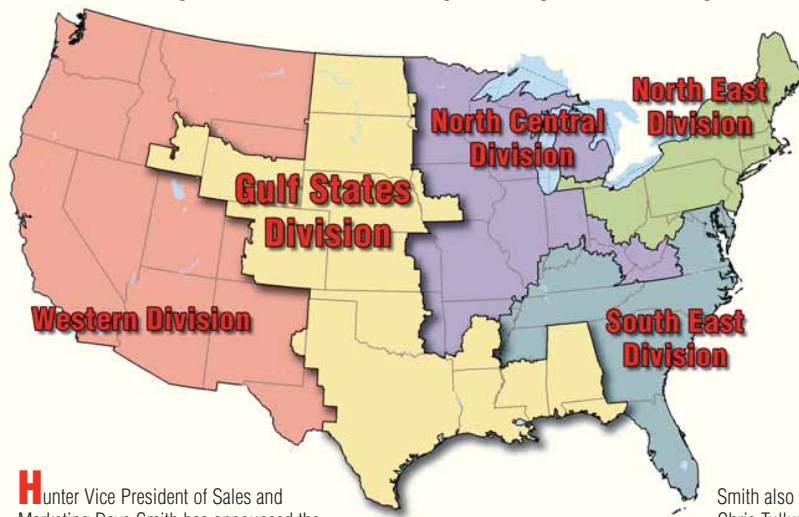 North East
Division
North Central
Division
Gulf States
Division
Western Division
South East
Division
Hunter Vice President of Sales and
Smith also